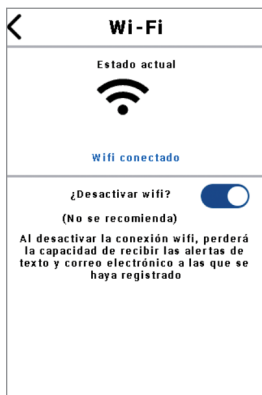 Wi-Fi
Estado actual
Wifi conectado
¿Desactivar wifi?
(No se recomienda)
Al desactivar la conexión wifi, perderá
la capacidad de recibir las alertas de
texto y correo electrónico a las que se
haya registrado